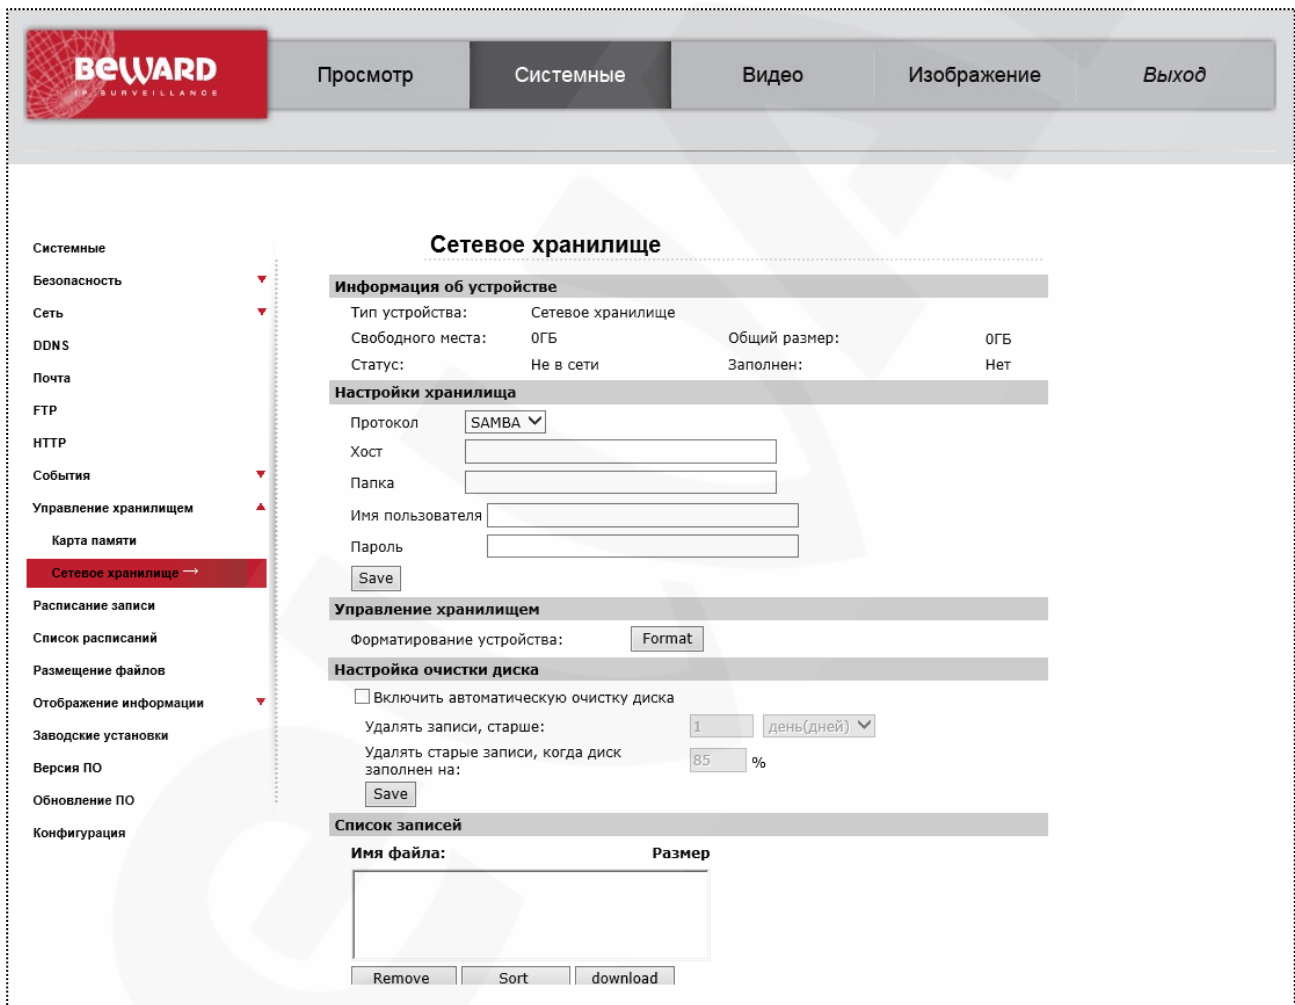 BEWARD
IP SURVEILLANCE
Просмотр Системные Видео Изображение Выход
Сетевое хранилище
Системные
Безопасность
Сеть
DDNS
Почта
FTP
HTTP
События
Управление хранилищем
Карта памяти
Сетевое хранилище →
Расписание записи
Список расписаний
Размещение файлов
Отображение информации
Заводские установки
Версия ПО
Обновление ПО
Конфигурация
Информация об устройстве
Тип устройства: Сетевое хранилище
Свободного места: 0ГБ Общий размер: 0ГБ
Статус: Не в сети Заполнен: Нет
Настройки хранилища
Протокол SAMBA
Хост
Папка
Имя пользователя
Пароль
Save
Управление хранилищем
Форматирование устройства: Format
Настройка очистки диска
Включить автоматическую очистку диска
Удалять записи, старше: 1 день(дней)
Удалять старые записи, когда диск
заполнен на: 85 %
Save
Список записей
Имя файла: Размер
Remove Sort download